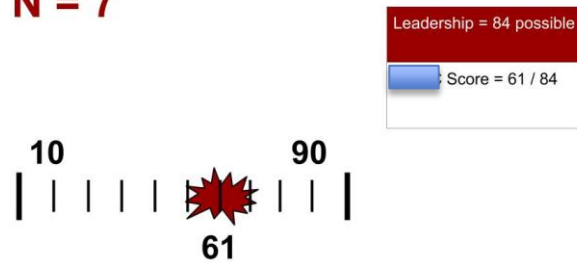 N = 7
Leadership = 84 possible
Score = 61 / 84
10 90
61